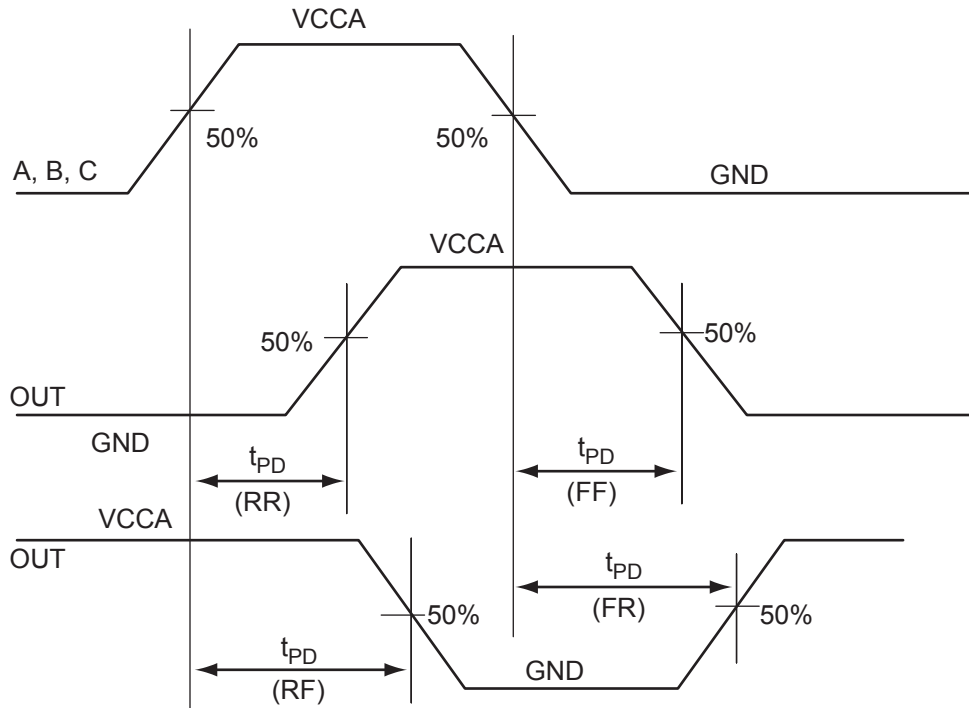 VCCA
50%
50%
A, B, C
GND
VCCA
50%
50%
OUT
GND
tPD
(RR)
tPD
(FF)
VCCA
OUT
tPD
(FR)
50%
50%
tPD
(RF)
GND